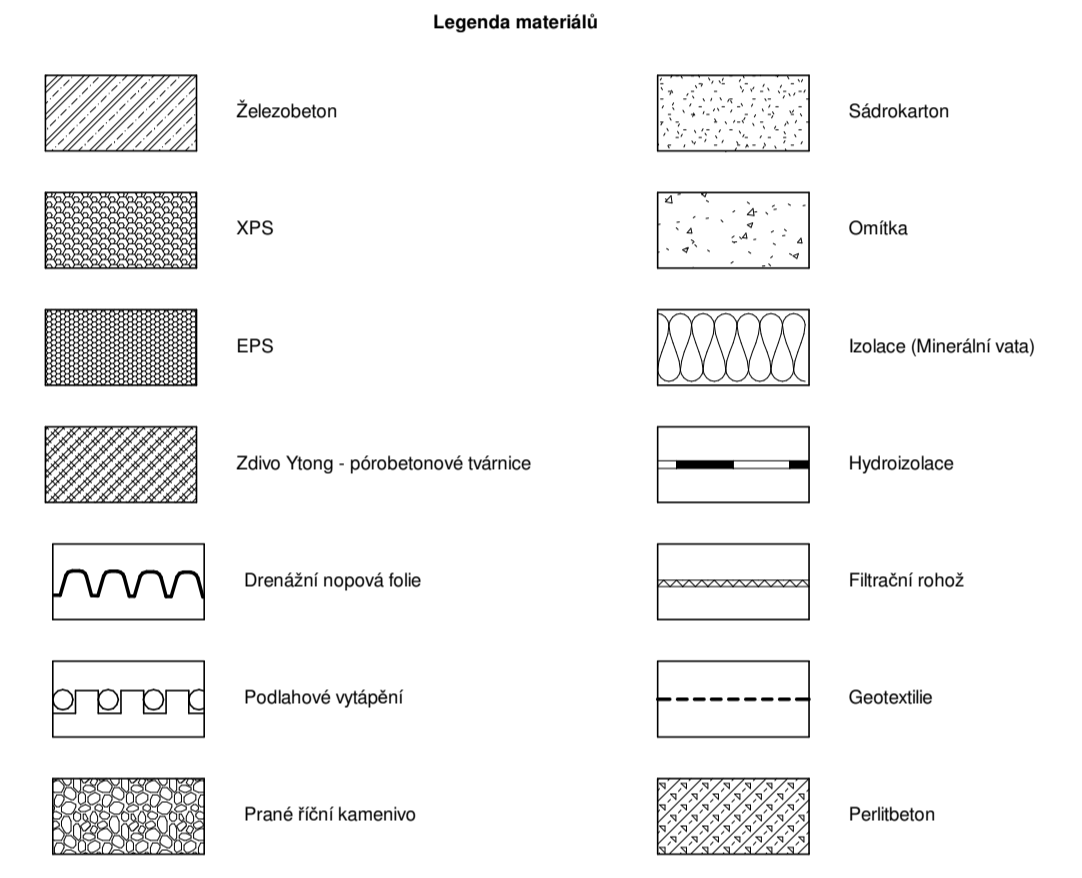 Legenda materiálů
Železobeton
Sádrokarton
XPS
Omítka
EPS
Izolace (Minerální vata)
Zdivo Ytong - pórobetonové tvárnice
Hydroizolace
Drenážní nopová folie
Filtrační rohož
Podlahové vytápění
Geotextilie
Prané říční kamenivo
Perlitbeton